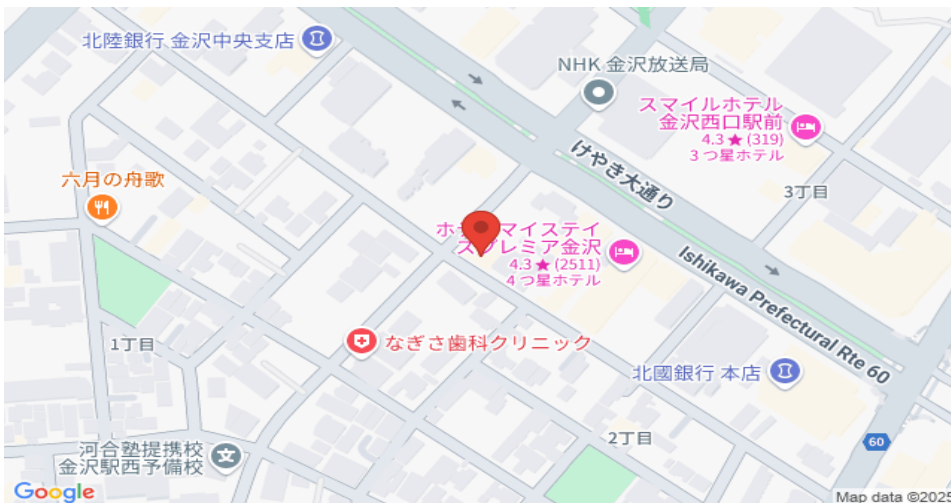 北陸銀行 金沢中央支店
NHK 金沢放送局
スマイルホテル
金沢西口駅前
4.3★(319)
3つ星ホテル
けやき大通り
六月の舟歌
3丁目
マイステイ
プレミア金沢
4.3★(2511)
4つ星ホテル
Ishikawa Prefectural Rte 60
1丁目
なぎさ歯科クリニック
北國銀行 本店
2丁目
60
河合塾提携校
金沢駅西予備校
Google
Map data ©2025